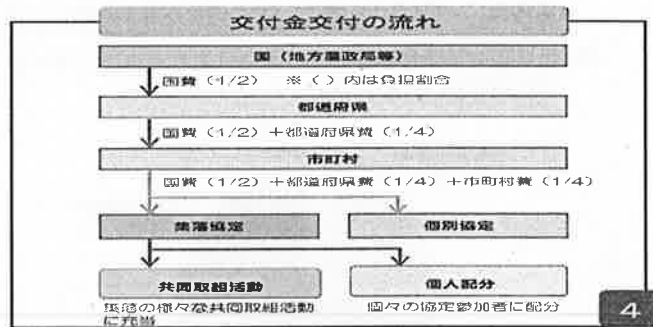 交付金交付の流れ
国（地方農政局等）
国費（1/2） ※（ ）内は負担割合
都道府県
国費（1/2）＋都道府県費（1/4）
市町村
国費（1/2）＋都道府県費（1/4）＋市町村費（1/4）
集落協定
個別協定
共同取組活動
個人配分
集落の様々な共同取組活動
に充当
個々の協定参加者に配分
4